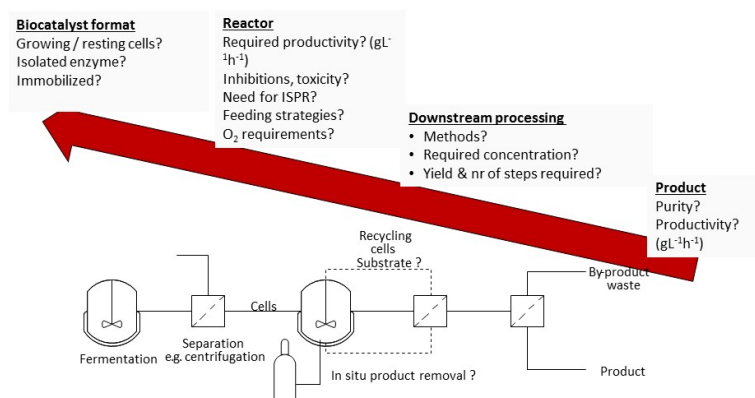 Biocatalyst format
Growing / resting cells?
Isolated enzyme?
Immobilized?
Reactor
Required productivity? (gL-
1h-1)
Inhibitions, toxicity?
Need for ISPR?
Feeding strategies?
O2 requirements?
Downstream processing
• Methods?
• Required concentration?
• Yield & nr of steps required?
Product
Purity?
Productivity?
(gL-1h-1)
Recycling
cells
Substrate ?
By-product
waste
Cells
Fermentation
Separation
e.g. centrifugation
In situ product removal ?
Product